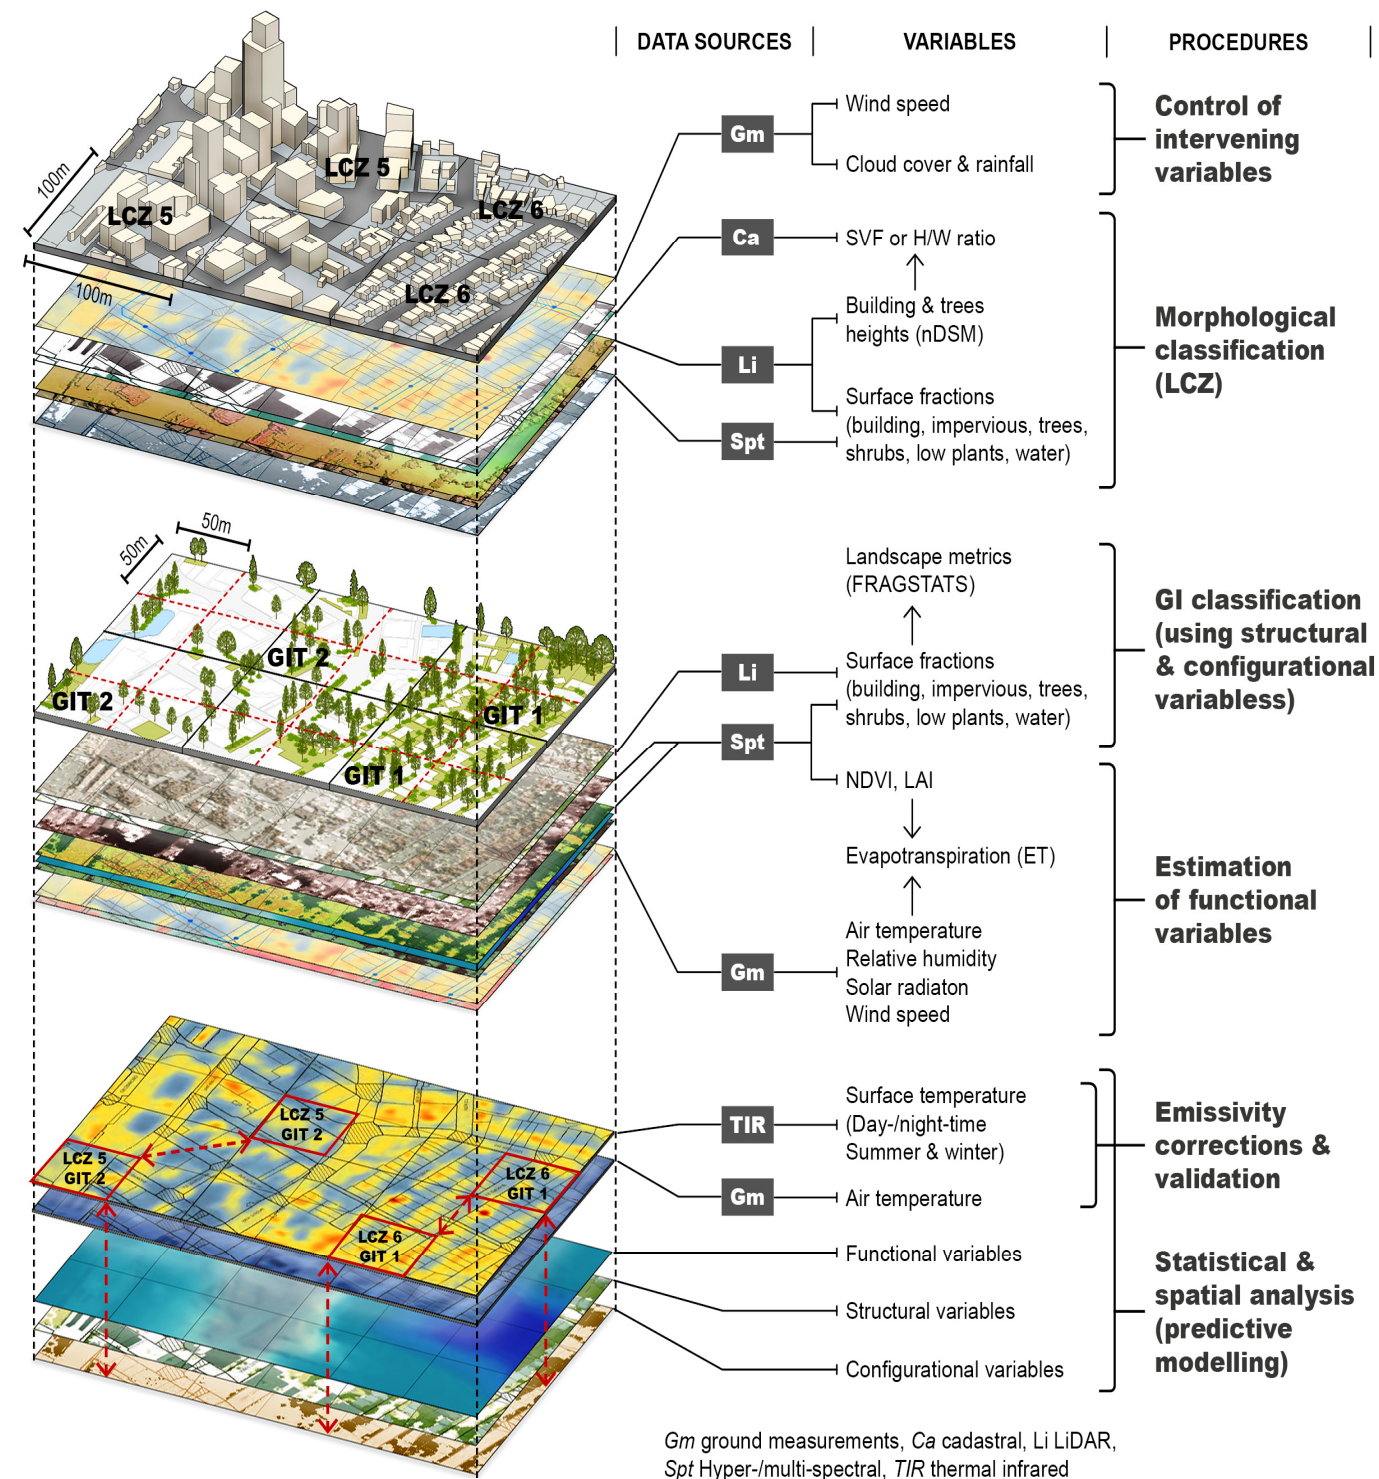 DATA SOURCES
VARIABLES
PROCEDURES
Gm
Wind speed
Cloud cover & rainfall
Control of
intervening
variables
100m
LCZ 5
LCZ 5
LCZ 6
LCZ 6
100m
Ca
SVF or H/W ratio
Building & trees
heights (nDSM)
Li
Surface fractions
(building, impervious, trees,
shrubs, low plants, water)
Spt
Morphological
classification
(LCZ)
50m
50m
GIT 2
GIT 2
GIT 1
GIT 1
Landscape metrics
(FRAGSTATS)
Li
Surface fractions
(building, impervious, trees,
shrubs, low plants, water)
Spt
NDVI, LAI
GI classification
(using structural
& configurational
variabless)
Evapotranspiration (ET)
Air temperature
Relative humidity
Solar radiaton
Wind speed
Gm
Estimation
of functional
variables
LCZ 5
GIT 2
LCZ 5
GIT 2
LCZ 6
GIT 1
LCZ 6
GIT 1
TIR
Surface temperature
(Day-/night-time
Summer & winter)
Gm
Air temperature
Emissivity
corrections &
validation
Functional variables
Structural variables
Configurational variables
Statistical &
spatial analysis
(predictive
modelling)
Gm ground measurements, Ca cadastral, Li LiDAR,
Spt Hyper-/multi-spectral, TIR thermal infrared